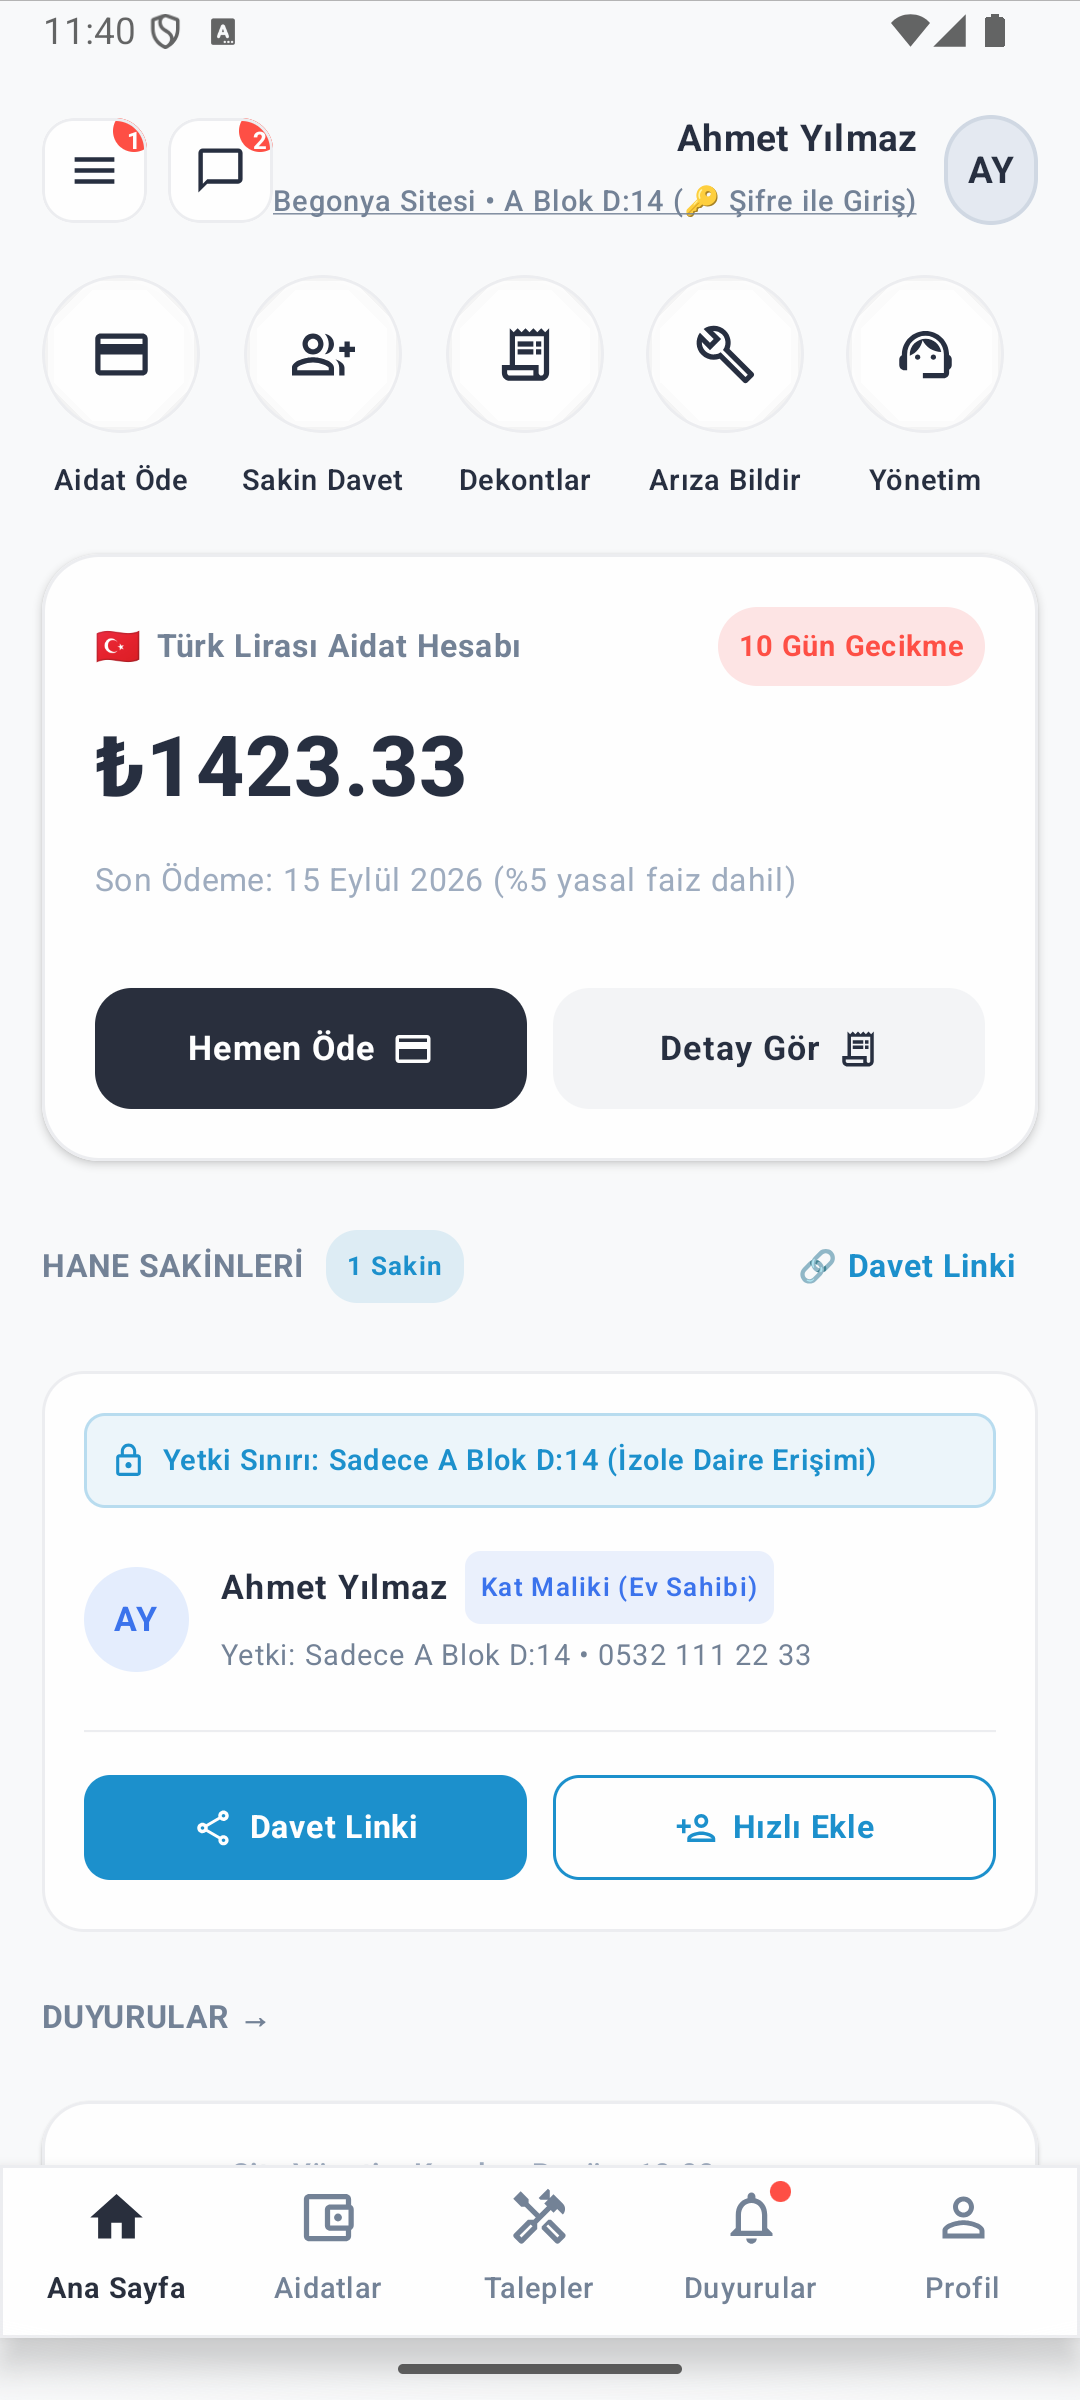 11:40
1
2
Ahmet Yılmaz
Begonya Sitesi • A Blok D:14 (🔑 Şifre ile Giriş)
AY
Aidat Öde
Sakin Davet
Dekontlar
Arıza Bildir
Yönetim
🇹🇷 Türk Lirası Aidat Hesabı
10 Gün Gecikme
₺1423.33
Son Ödeme: 15 Eylül 2026 (%5 yasal faiz dahil)
Hemen Öde
Detay Gör
HANE SAKİNLERİ
1 Sakin
🔗 Davet Linki
Yetki Sınırı: Sadece A Blok D:14 (İzole Daire Erişimi)
AY
Ahmet Yılmaz
Kat Maliki (Ev Sahibi)
Yetki: Sadece A Blok D:14 • 0532 111 22 33
Davet Linki
Hızlı Ekle
DUYURULAR →
Ana Sayfa
Aidatlar
Talepler
Duyurular
Profil